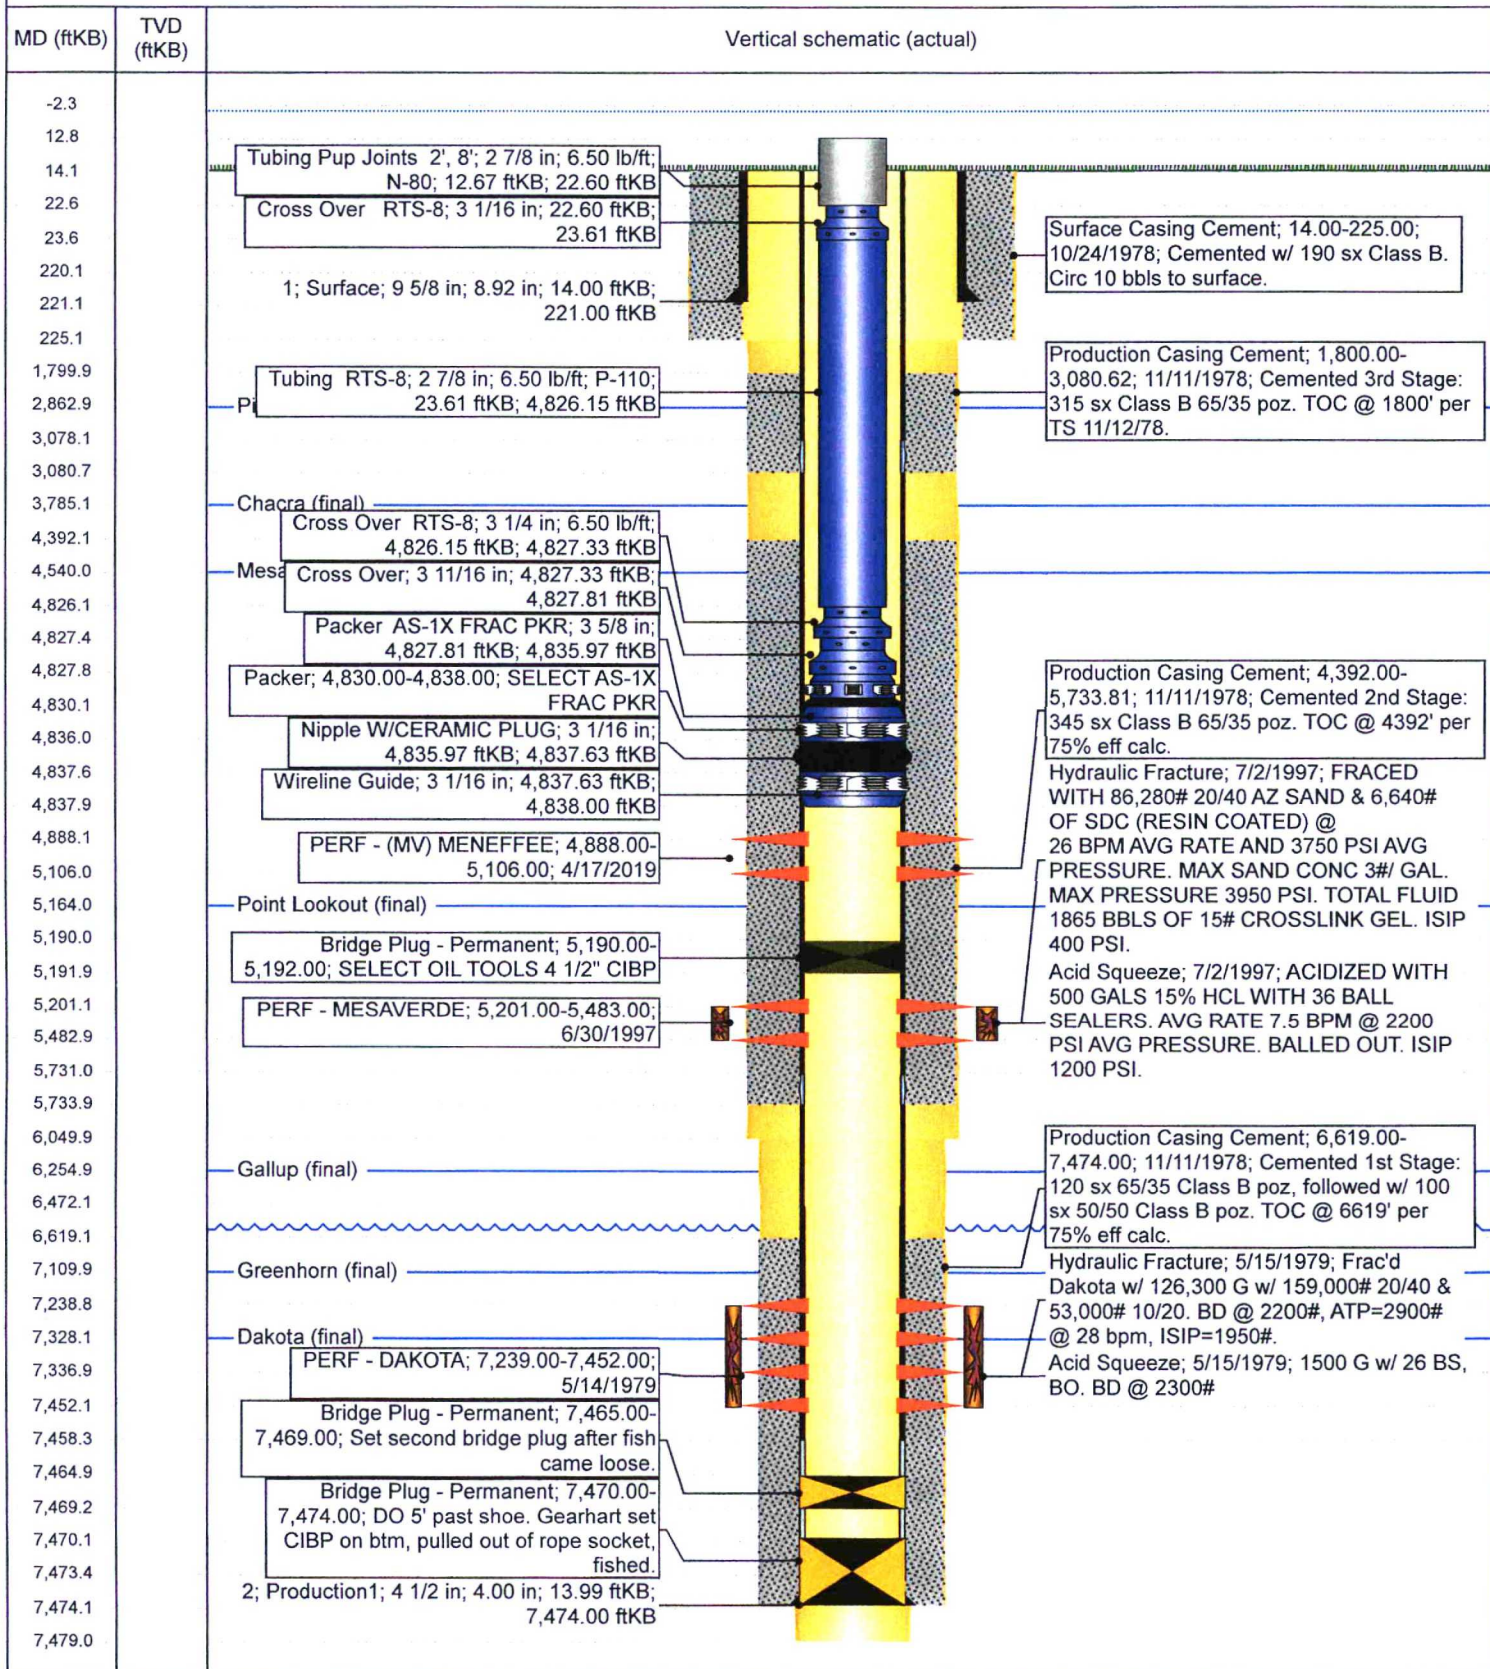 MD (ftKB)
TVD
(ftKB)
Vertical schematic (actual)
-2.3
12.8
14.1
22.6
23.6
220.1
221.1
225.1
1,799.9
2,862.9
3,078.1
3,080.7
3,785.1
4,392.1
4,540.0
4,826.1
4,827.4
4,827.8
4,830.1
4,836.0
4,837.6
4,837.9
4,888.1
5,106.0
5,164.0
5,190.0
5,191.9
5,201.1
5,482.9
5,731.0
5,733.9
6,049.9
6,254.9
6,472.1
6,619.1
7,109.9
7,238.8
7,328.1
7,336.9
7,452.1
7,458.3
7,464.9
7,469.2
7,470.1
7,473.4
7,474.1
7,479.0
Tubing Pup Joints 2', 8'; 2 7/8 in; 6.50 lb/ft;
N-80; 12.67 ftKB; 22.60 ftKB
Cross Over RTS-8; 3 1/16 in; 22.60 ftKB;
23.61 ftKB
1; Surface; 9 5/8 in; 8.92 in; 14.00 ftKB;
221.00 ftKB
Tubing RTS-8; 2 7/8 in; 6.50 lb/ft; P-110;
23.61 ftKB; 4,826.15 ftKB
Chacra (final)
Cross Over RTS-8; 3 1/4 in; 6.50 lb/ft;
4,826.15 ftKB; 4,827.33 ftKB
Mesa
Cross Over; 3 11/16 in; 4,827.33 ftKB;
4,827.81 ftKB
Packer AS-1X FRAC PKR; 3 5/8 in;
4,827.81 ftKB; 4,835.97 ftKB
Packer; 4,830.00-4,838.00; SELECT AS-1X
FRAC PKR
Nipple W/CERAMIC PLUG; 3 1/16 in;
4,835.97 ftKB; 4,837.63 ftKB
Wireline Guide; 3 1/16 in; 4,837.63 ftKB;
4,838.00 ftKB
PERF - (MV) MENEFFEE; 4,888.00-
5,106.00; 4/17/2019
Point Lookout (final)
Bridge Plug - Permanent; 5,190.00-
5,192.00; SELECT OIL TOOLS 4 1/2" CIBP
PERF - MESAVERDE; 5,201.00-5,483.00;
6/30/1997
Gallup (final)
Greenhorn (final)
Dakota (final)
PERF - DAKOTA; 7,239.00-7,452.00;
5/14/1979
Bridge Plug - Permanent; 7,465.00-
7,469.00; Set second bridge plug after fish
came loose.
Bridge Plug - Permanent; 7,470.00-
7,474.00; DO 5' past shoe. Gearhart set
CIBP on btm, pulled out of rope socket,
fished.
2; Production1; 4 1/2 in; 4.00 in; 13.99 ftKB;
7,474.00 ftKB
Surface Casing Cement; 14.00-225.00;
10/24/1978; Cemented w/ 190 sx Class B.
Circ 10 bbls to surface.
Production Casing Cement; 1,800.00-
3,080.62; 11/11/1978; Cemented 3rd Stage:
315 sx Class B 65/35 poz. TOC @ 1800' per
TS 11/12/78.
Production Casing Cement; 4,392.00-
5,733.81; 11/11/1978; Cemented 2nd Stage:
345 sx Class B 65/35 poz. TOC @ 4392' per
75% eff calc.
Hydraulic Fracture; 7/2/1997; FRACED
WITH 86,280# 20/40 AZ SAND & 6,640#
OF SDC (RESIN COATED) @
26 BPM AVG RATE AND 3750 PSI AVG
PRESSURE. MAX SAND CONC 3#/ GAL.
MAX PRESSURE 3950 PSI. TOTAL FLUID
1865 BBLS OF 15# CROSSLINK GEL. ISIP
400 PSI.
Acid Squeeze; 7/2/1997; ACIDIZED WITH
500 GALS 15% HCL WITH 36 BALL
SEALERS. AVG RATE 7.5 BPM @ 2200
PSI AVG PRESSURE. BALLED OUT. ISIP
1200 PSI.
Production Casing Cement; 6,619.00-
7,474.00; 11/11/1978; Cemented 1st Stage:
120 sx 65/35 Class B poz, followed w/ 100
sx 50/50 Class B poz. TOC @ 6619' per
75% eff calc.
Hydraulic Fracture; 5/15/1979; Frac'd
Dakota w/ 126,300 G w/ 159,000# 20/40 &
53,000# 10/20. BD @ 2200#, ATP=2900#
@ 28 bpm, ISIP=1950#.
Acid Squeeze; 5/15/1979; 1500 G w/ 26 BS,
BO. BD @ 2300#